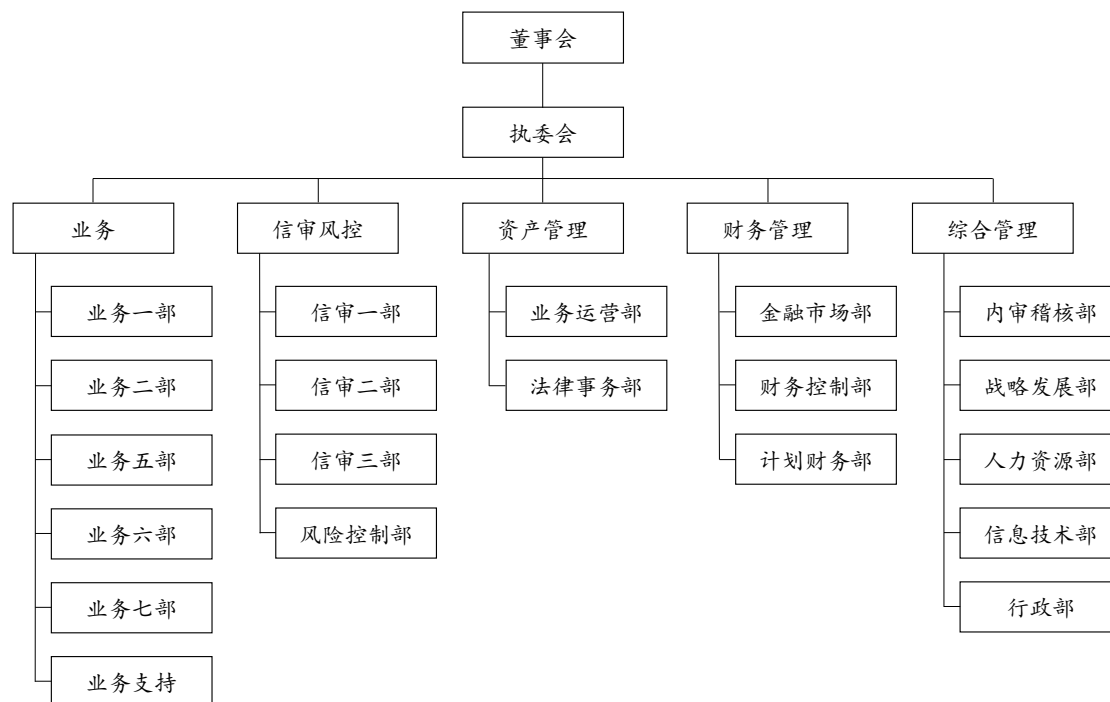 董事会
执委会
业务
信审风控
资产管理
财务管理
综合管理
业务一部
信审一部
业务运营部
金融市场部
内审稽核部
业务二部
信审二部
法律事务部
财务控制部
战略发展部
业务五部
信审三部
计划财务部
人力资源部
业务六部
风险控制部
信息技术部
业务七部
行政部
业务支持